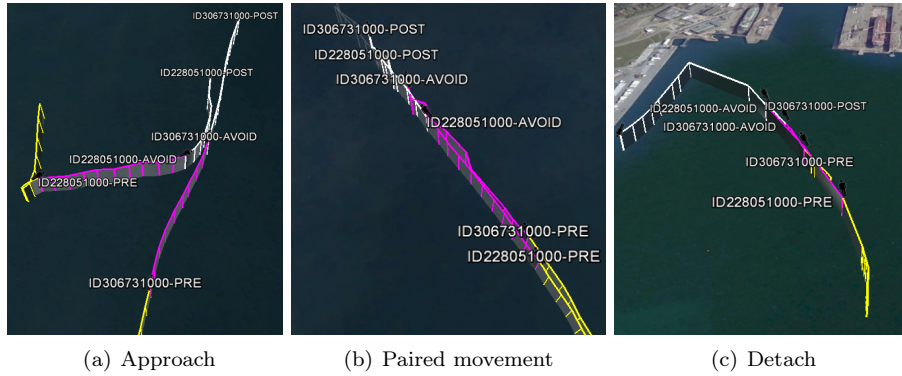 ID306731000-POST
ID228051000-POST
ID306731000-AVOID
ID228051000-AVOID
ID228051000-PRE
ID306731000-PRE
(a) Approach
ID306731000-POST
ID228051000-POST
ID306731000-AVOID
ID228051000-AVOID
ID306731000-PRE
ID228051000-PRE
(b) Paired movement
ID228051000-AVOID
ID306731000-POST
ID306731000-AVOID
ID306731000-PRE
ID228051000-PRE
(c) Detach